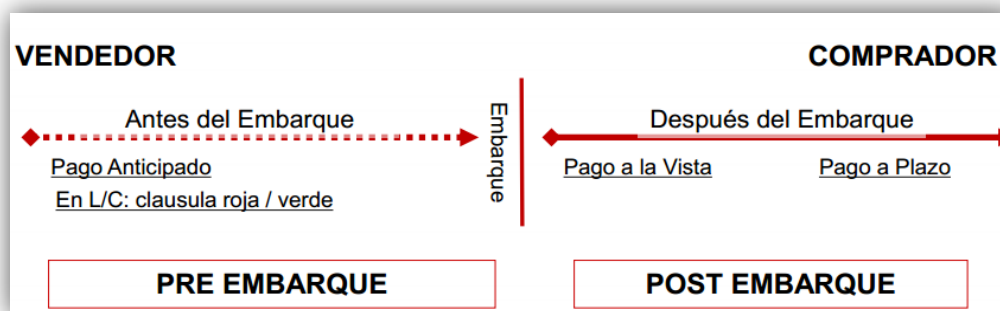 VENDEDOR
COMPRADOR
Antes del Embarque
Embarque
Después del Embarque
Pago Anticipado
Pago a la Vista
Pago a Plazo
En L/C: clausula roja / verde
PRE EMBARQUE
POST EMBARQUE